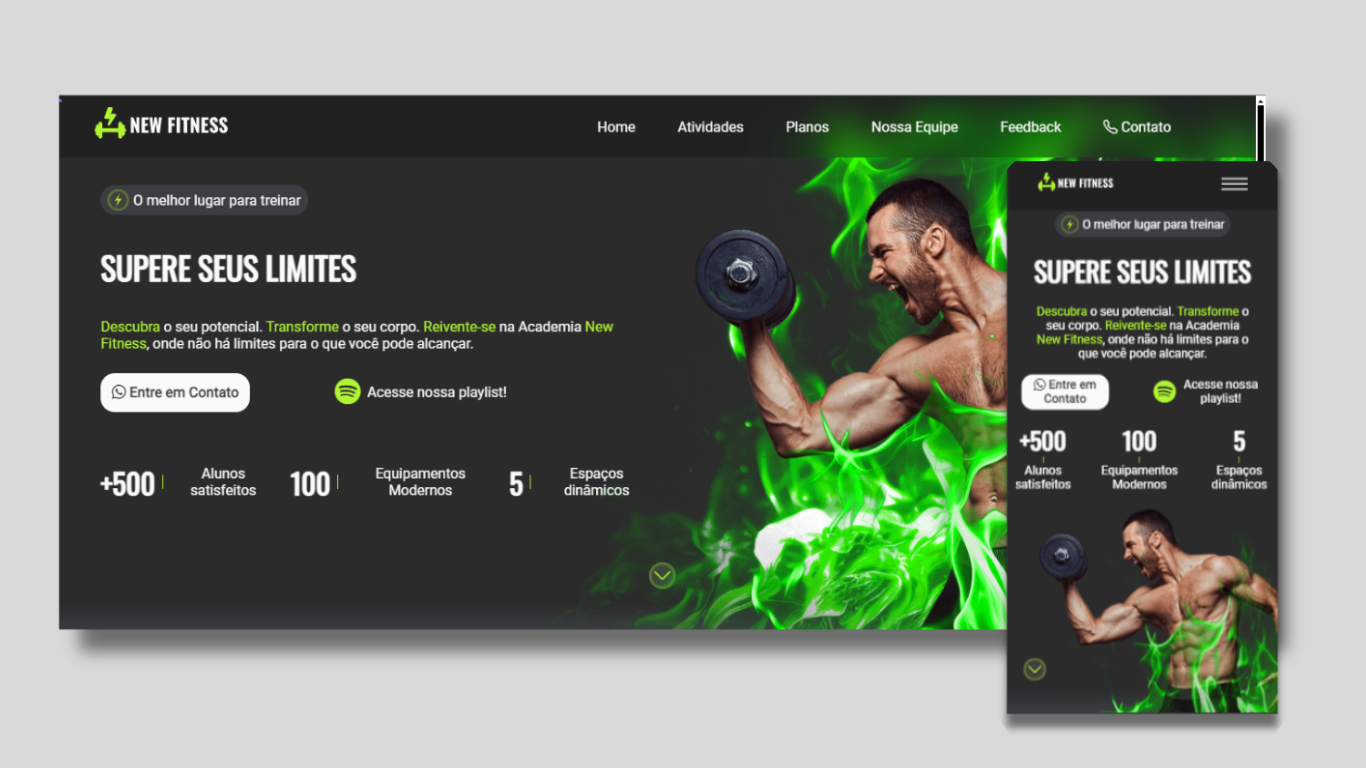 NEW FITNESS
Home Atividades Planos Nossa Equipe Feedback Contato
O melhor lugar para treinar
SUPERE SEUS LIMITES
Descubra o seu potencial. Transforme o seu corpo. Reivente-se na Academia New
Fitness, onde não há limites para o que você pode alcançar.
Entre em Contato
Acesse nossa playlist!
+500
Alunos
satisfeitos
100
Equipamentos
Modernos
5
Espaços
dinâmicos
NEW FITNESS
O melhor lugar para treinar
SUPERE SEUS LIMITES
Descubra o seu potencial. Transforme o
seu corpo. Reivente-se na Academia
New Fitness, onde não há limites para o
que você pode alcançar.
Entre em
Contato
Acesse nossa
playlist!
+500
Alunos
satisfeitos
100
Equipamentos
Modernos
5
Espaços
dinâmicos